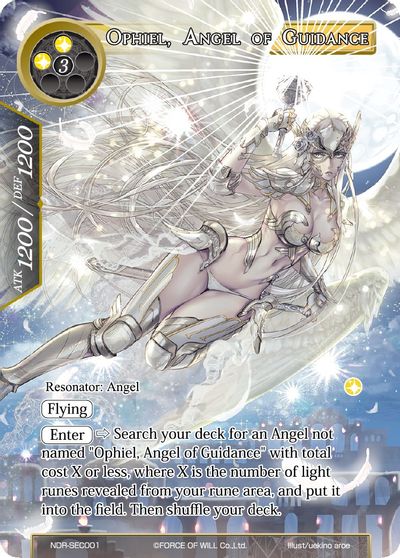 OPHIEL, ANGEL OF GUIDANCE
3
ATK 1200 / DEF 1200
Resonator: Angel
Flying
Enter ⇨ Search your deck for an Angel not
named "Ophiel, Angel of Guidance" with total
cost X or less, where X is the number of light
runes revealed from your rune area, and put it
into the field. Then shuffle your deck.
NDR-SEC001 ©FORCE OF WILL Co.,Ltd. Illust/uekino aroe